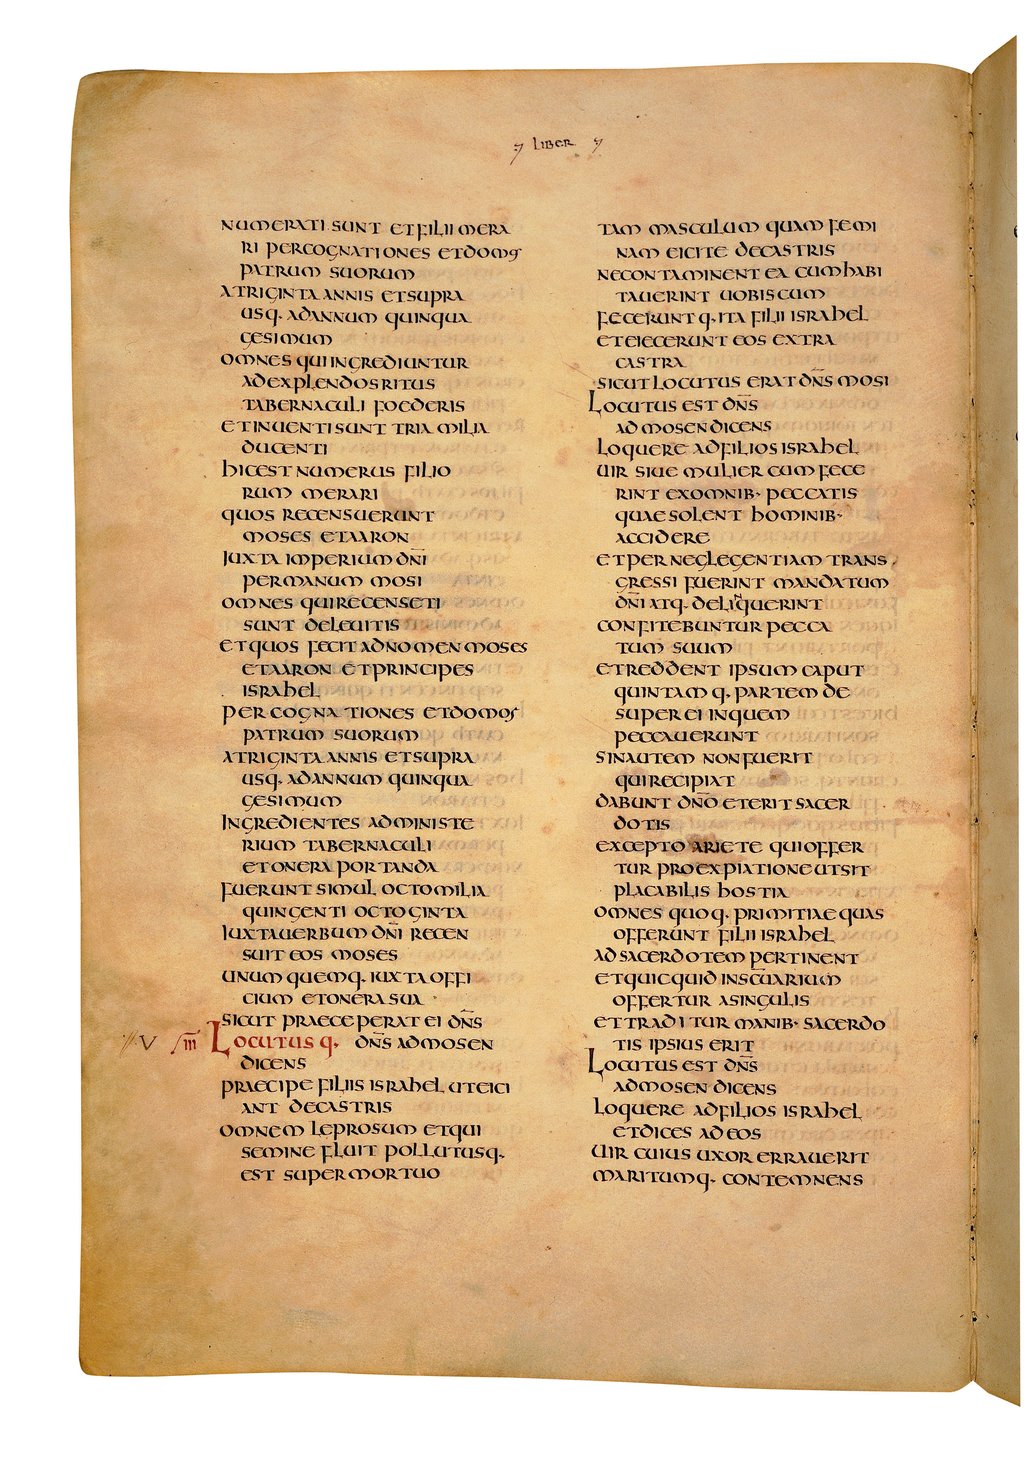 LIBER
NUMERATI SUNT ET FILII MERA
RI PER COGNATIONES ET DOMOS
PATRUM SUORUM
A TRIGINTA ANNIS ET SUPRA
USQ. AD ANNUM QUINQUA
GESIMUM
OMNES QUI INGREDIUNTUR
AD EXPLENDOS RITUS
TABERNACULI FOEDERIS
ET INUENTI SUNT TRIA MILIA
DUCENTI
HIC EST NUMERUS FILIO
RUM MERARI
QUOS RECENSUERUNT
MOSES ET AARON
IUXTA IMPERIUM DN̄I
PER MANUM MOSI
OMNES QUI RECENSETI
SUNT DE LEUITIS
ET QUOS FECIT AD NOMEN MOSES
ET AARON ET PRINCIPES
ISRAHEL
PER COGNATIONES ET DOMOS
PATRUM SUORUM
A TRIGINTA ANNIS ET SUPRA
USQ. AD ANNUM QUINQUA
GESIMUM
INGREDIENTES AD MINISTE
RIUM TABERNACULI
ET ONERA PORTANDA
FUERUNT SIMUL OCTO MILIA
QUINGENTI OCTOGINTA
IUXTA UERBUM DN̄I RECEN
SUIT EOS MOSES
UNUM QUEMQ. IUXTA OFFI
CIUM ET ONERA SUA
SICUT PRAECEPERAT EI DN̄S
V IIII LOCUTUS Q. DN̄S AD MOSEN
DICENS
PRAECIPE FILIIS ISRAHEL UT EICI
ANT DE CASTRIS
OMNEM LEPROSUM ET QUI
SEMINE FLUIT POLLUTUSQ.
EST SUPER MORTUO
TAM MASCULUM QUAM FEMI
NAM EICITE DE CASTRIS
NE CONTAMINENT EA CUM HABI
TAUERINT UOBISCUM
FECERUNT Q. ITA FILII ISRAHEL
ET EIECERUNT EOS EXTRA
CASTRA
SICUT LOCUTUS ERAT DN̄S MOSI
LOCUTUS EST DN̄S
AD MOSEN DICENS
LOQUERE AD FILIOS ISRAHEL
UIR SIUE MULIER CUM FECE
RINT EX OMNIB· PECCATIS
QUAE SOLENT HOMINIB·
ACCIDERE
ET PER NEGLEGENTIAM TRANS
GRESSI FUERINT MANDATUM
DN̄I ATQ. DELIQUERINT
CONFITEBUNTUR PECCA
TUM SUUM
ET REDDENT IPSUM CAPUT
QUINTAM Q. PARTEM DE
SUPER EI IN QUEM
PECCAUERUNT
SIN AUTEM NON FUERIT
QUI RECIPIAT
DABUNT DN̄O ET ERIT SACER
DOTIS
EXCEPTO ARIETE QUI OFFER
TUR PRO EXPIATIONE UT SIT
PLACABILIS HOSTIA
OMNES QUOQ. PRIMITIAE QUAS
OFFERUNT FILII ISRAHEL
AD SACERDOTEM PERTINENT
ET QUICQUID IN SC̄UARIUM
OFFERTUR A SINGULIS
ET TRADITUR MANIB· SACERDO
TIS IPSIUS ERIT
LOCUTUS EST DN̄S
AD MOSEN DICENS
LOQUERE AD FILIOS ISRAHEL
ET DICES AD EOS
UIR CUIUS UXOR ERRAUERIT
MARITUMQ. CONTEMNENS